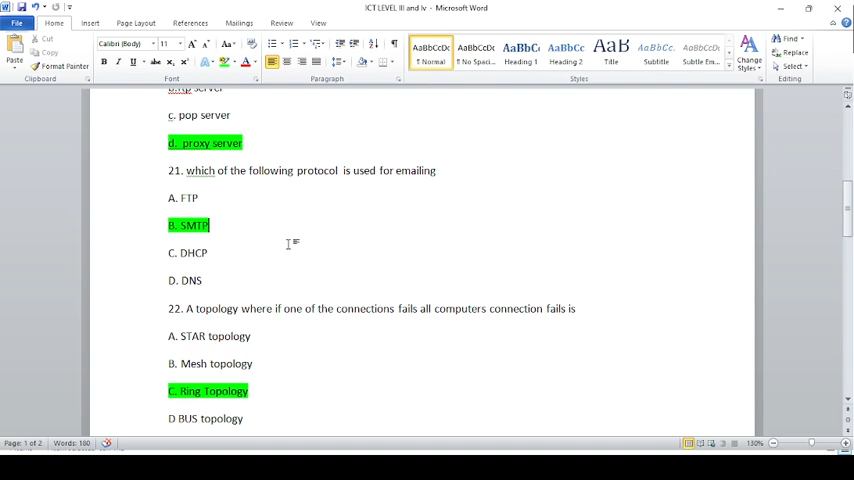 ICT LEVEL III and Iv - Microsoft Word
File Home Insert Page Layout References Mailings Review View
Paste
Cut
Copy
Format Painter
Clipboard
Calibri (Body) 11
Font
Paragraph
AaBbCcDc AaBbCcDc AaBbC AaBbCc AaB AaBbCc. AaBbCcDc
¶ Normal ¶ No Spaci... Heading 1 Heading 2 Title Subtitle Subtle Em...
Styles
Change Styles
Find
Replace
Select
Editing
c. pop server
d. proxy server
21. which of the following protocol is used for emailing
A. FTP
B. SMTP
C. DHCP
D. DNS
22. A topology where if one of the connections fails all computers connection fails is
A. STAR topology
B. Mesh topology
C. Ring Topology
D BUS topology
Page: 1 of 2 Words: 180 130%